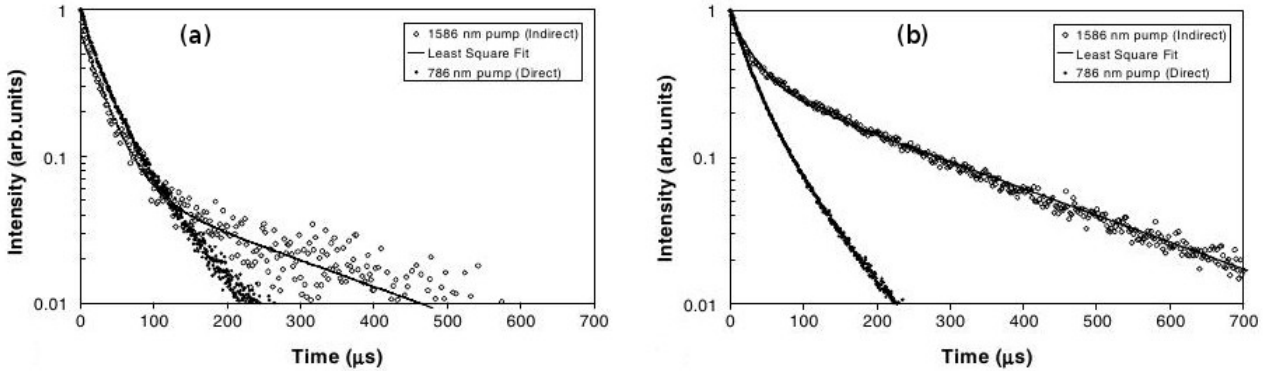 (a)
1586 nm pump (Indirect)
Least Square Fit
786 nm pump (Direct)
Intensity (arb.units)
1
0.1
0.01
0 100 200 300 400 500 600 700
Time (μs)
(b)
1586 nm pump (Indirect)
Least Square Fit
786 nm pump (Direct)
Intensity (arb.units)
1
0.1
0.01
0 100 200 300 400 500 600 700
Time (μs)